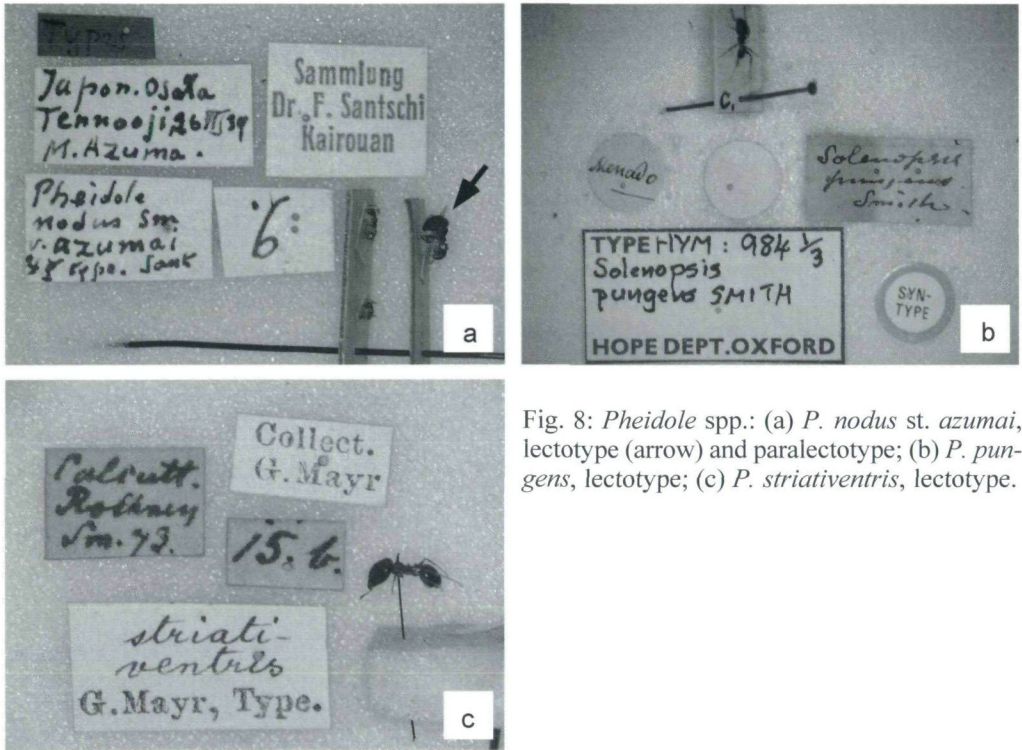 Type
Japon. Osaka
Tennooji, 26 39
M. Azuma.
Pheidole
nodus Sm.
v. azumai
type. Sant
6
Sammlung
Dr. F. Santschi
Kairouan
a
C.
Menado
Solenopsis
pungens
Smith.
TYPE HYM: 984 1/3
Solenopsis
pungens SMITH
HOPE DEPT. OXFORD
SYN-
TYPE
b
Calcutt.
Rothney
Sm. 73.
Collect.
G. Mayr
15. b.
striati-
ventris
G. Mayr, Type.
c
Fig. 8: Pheidole spp.: (a) P. nodus st. azumai,
lectotype (arrow) and paralectotype; (b) P. pun-
gens, lectotype; (c) P. striativentris, lectotype.